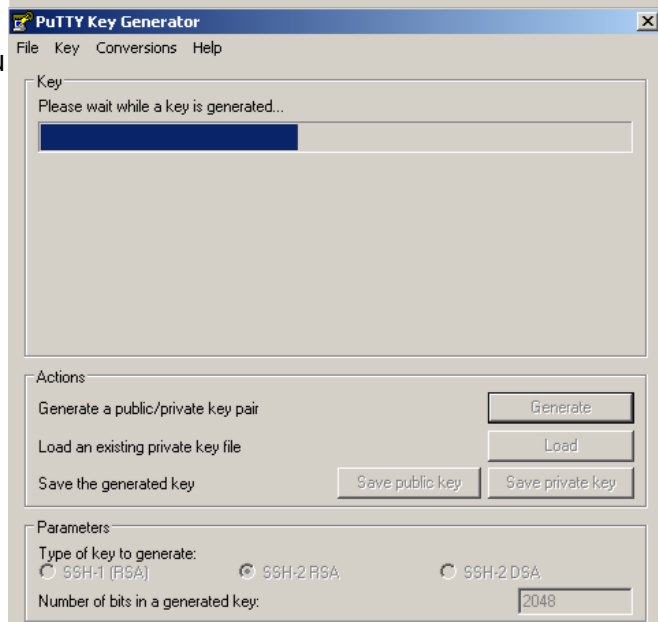 PuTTY Key Generator
File Key Conversions Help
Key
Please wait while a key is generated...
Actions
Generate a public/private key pair
Generate
Load an existing private key file
Load
Save the generated key
Save public key
Save private key
Parameters
Type of key to generate:
SSH-1 (RSA) SSH-2 RSA SSH-2 DSA
Number of bits in a generated key:
2048